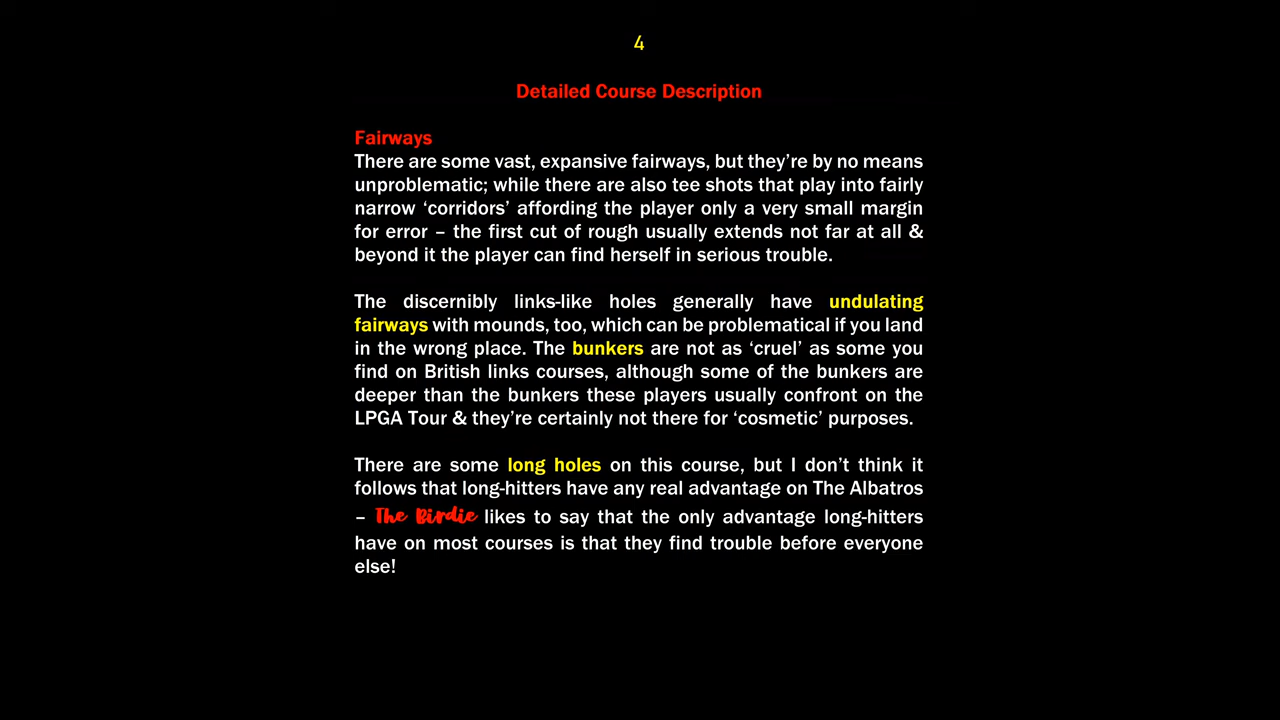 4
Detailed Course Description
Fairways
There are some vast, expansive fairways, but they're by no means
unproblematic; while there are also tee shots that play into fairly
narrow ‘corridors’ affording the player only a very small margin
for error – the first cut of rough usually extends not far at all &
beyond it the player can find herself in serious trouble.
The discernibly links-like holes generally have undulating
fairways with mounds, too, which can be problematical if you land
in the wrong place. The bunkers are not as ‘cruel’ as some you
find on British links courses, although some of the bunkers are
deeper than the bunkers these players usually confront on the
LPGA Tour & they're certainly not there for ‘cosmetic’ purposes.
There are some long holes on this course, but I don't think it
follows that long-hitters have any real advantage on The Albatros
– The Birdie likes to say that the only advantage long-hitters
have on most courses is that they find trouble before everyone
else!